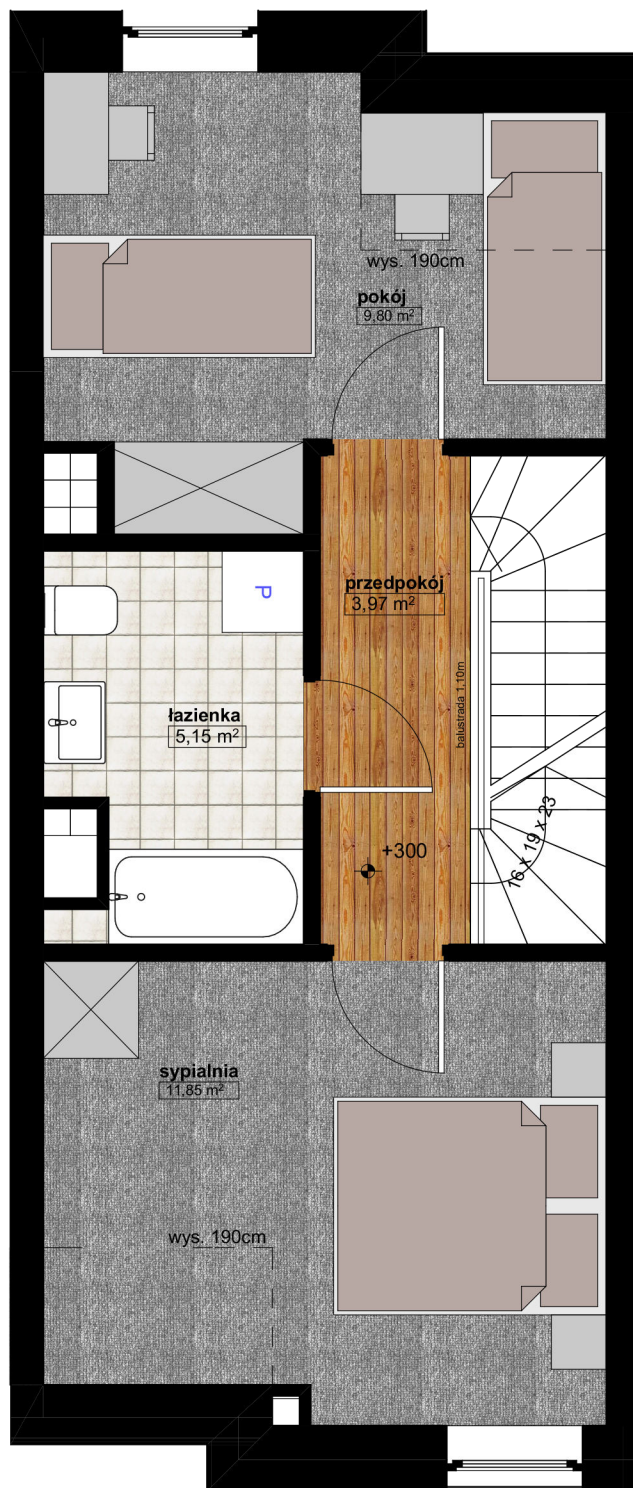 wys. 190cm
pokój
9,80 m²
P
przedpokój
3,97 m²
balustrada 1,10m
łazienka
5,15 m²
16 x 19 x 23
+300
sypialnia
11,85 m²
wys. 190cm